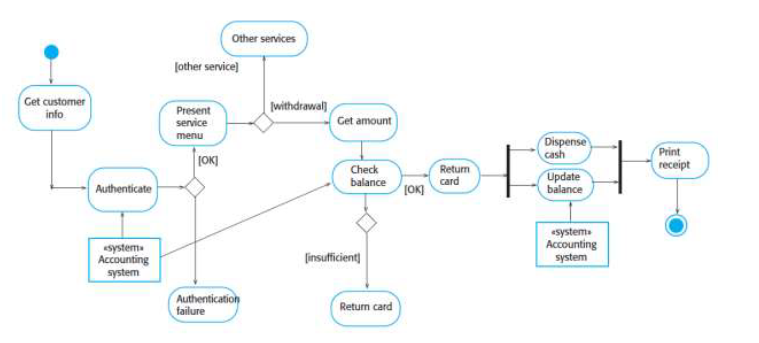 Other services
[other service]
Get customer
info
Present
service
menu
[withdrawal]
Get amount
[OK]
Authenticate
Check
balance
[OK]
Return
card
Dispense
cash
Update
balance
Print
receipt
«system»
Accounting
system
«system»
Accounting
system
[insufficient]
Authentication
failure
Return card